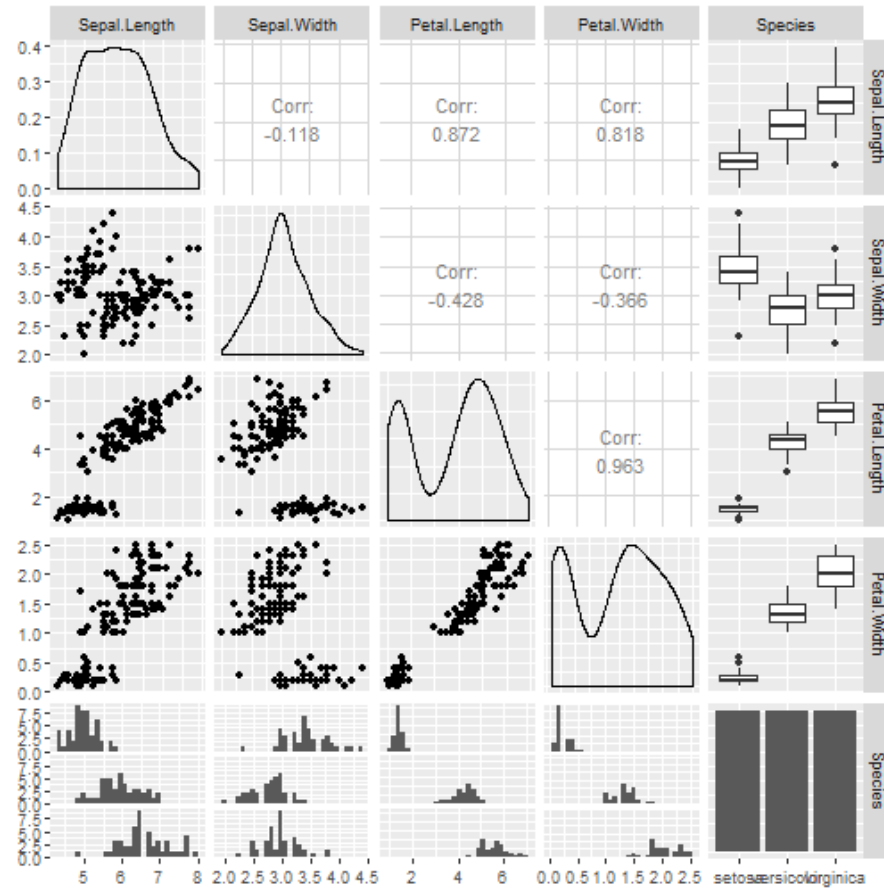 Sepal.Length Sepal.Width Petal.Length Petal.Width Species
0.4
0.3
0.2
0.1
0.0
Corr:
-0.118
Corr:
0.872
Corr:
0.818
Sepal.Length
4.5
4.0
3.5
3.0
2.5
2.0
Corr:
-0.428
Corr:
-0.366
Sepal.Width
6
4
2
Corr:
0.963
Petal.Length
2.5
2.0
1.5
1.0
0.5
0.0
Petal.Width
7.5
5.0
2.5
0.0
7.5
5.0
2.5
0.0
7.5
5.0
2.5
0.0
Species
5 6 7 8 2.0 2.5 3.0 3.5 4.0 4.5 2 4 6 0.0 0.5 1.0 1.5 2.0 2.5 setosa versicolor virginica